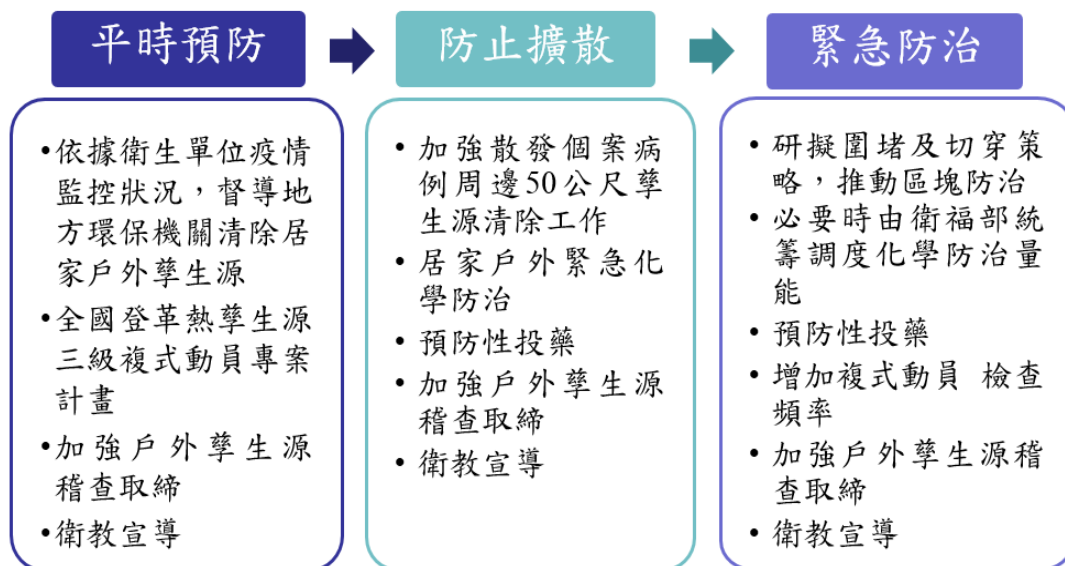 平時預防
•依據衛生單位疫情
監控狀況，督導地
方環保機關清除居
家戶外孳生源
•全國登革熱孳生源
三級複式動員專案
計畫
•加強戶外孳生源
稽查取締
•衛教宣導
防止擴散
• 加強散發個案病
例周邊50公尺孳
生源清除工作
• 居家戶外緊急化
學防治
• 預防性投藥
• 加強戶外孳生源
稽查取締
• 衛教宣導
緊急防治
• 研擬圍堵及切穿策
略，推動區塊防治
• 必要時由衛福部統
籌調度化學防治量
能
• 預防性投藥
• 增加複式動員 檢查
頻率
• 加強戶外孳生源稽
查取締
• 衛教宣導